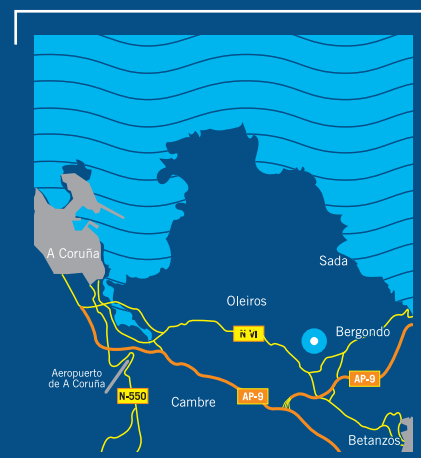 A Coruña
Sada
Oleiros
N-VI
Bergondo
Aeropuerto
de A Coruña
AP-9
N-550
AP-9
Cambre
Betanzos